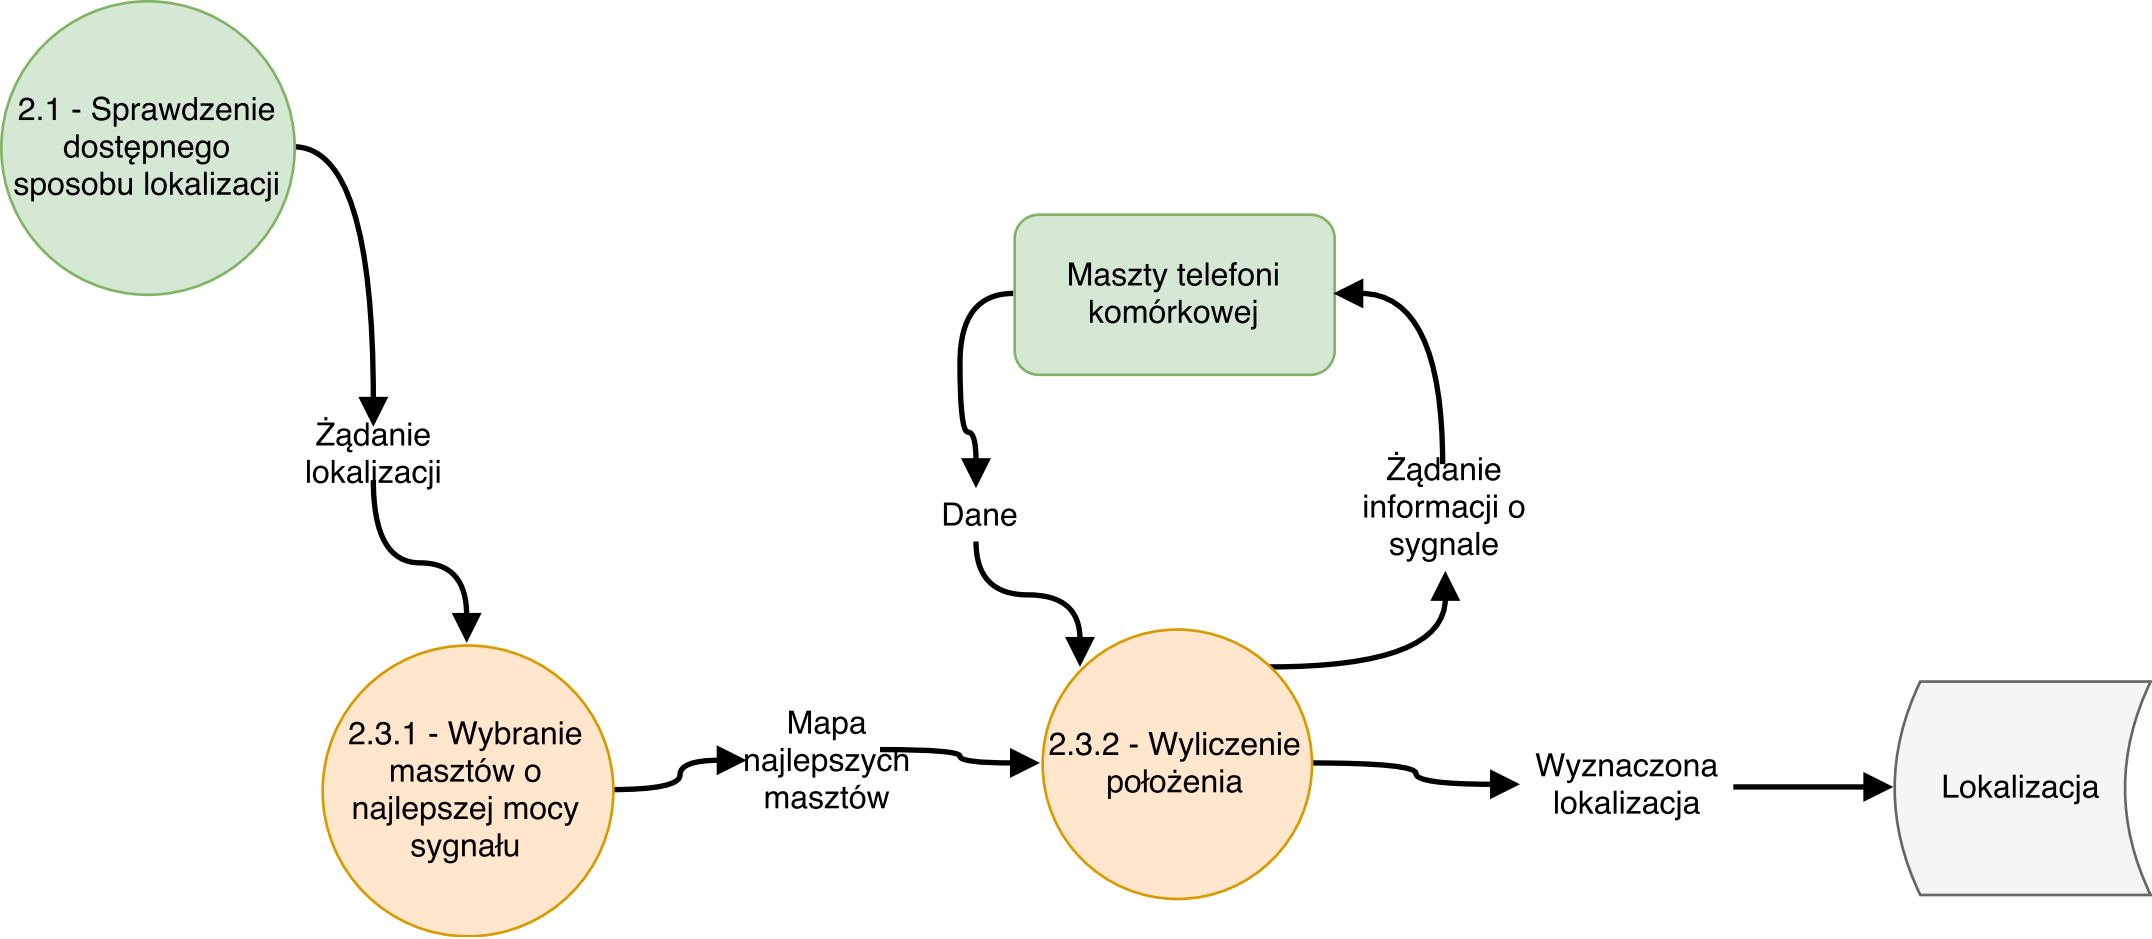 2.1 - Sprawdzenie
dostępnego
sposobu lokalizacji
Żądanie
lokalizacji
2.3.1 - Wybranie
masztów o
najlepszej mocy
sygnału
Mapa
najlepszych
masztów
Maszty telefoni
komórkowej
Dane
Żądanie
informacji o
sygnale
2.3.2 - Wyliczenie
położenia
Wyznaczona
lokalizacja
Lokalizacja